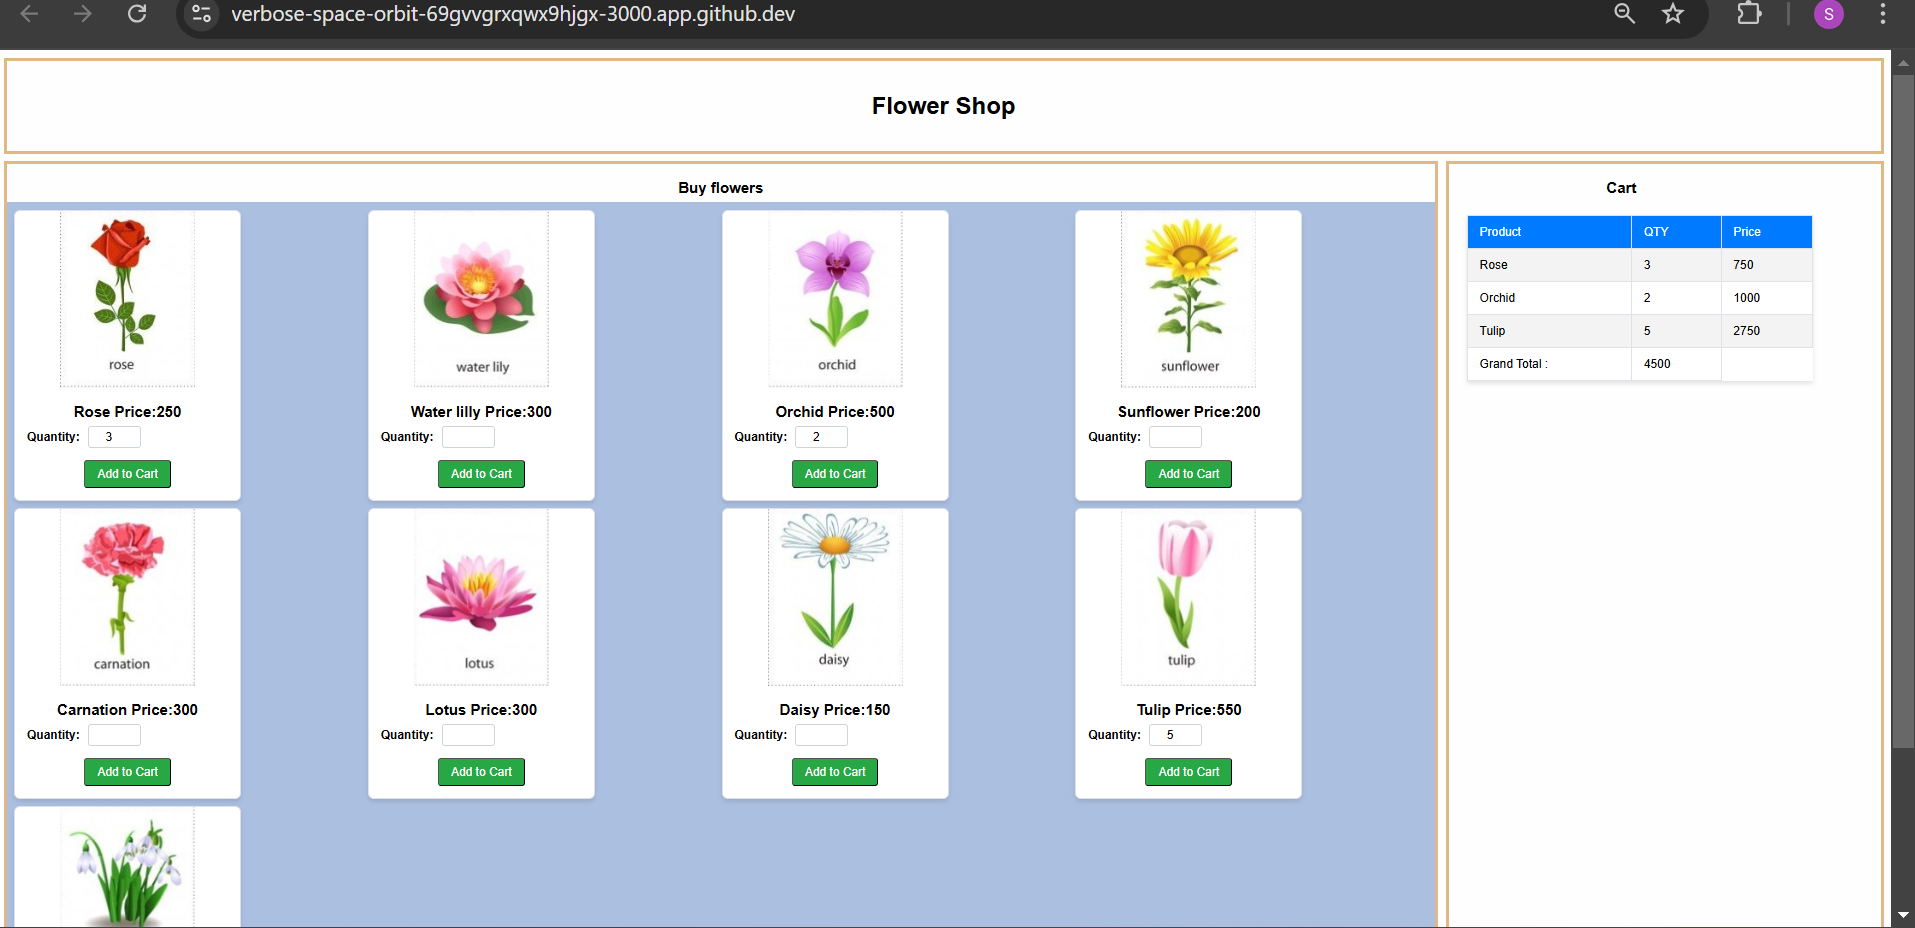 verbose-space-orbit-69gvvgrxqwx9hjgx-3000.app.github.dev
S
Flower Shop
Buy flowers
rose
Rose Price:250
Quantity: 3
Add to Cart
water lily
Water lilly Price:300
Quantity:
Add to Cart
orchid
Orchid Price:500
Quantity: 2
Add to Cart
sunflower
Sunflower Price:200
Quantity:
Add to Cart
carnation
Carnation Price:300
Quantity:
Add to Cart
lotus
Lotus Price:300
Quantity:
Add to Cart
daisy
Daisy Price:150
Quantity:
Add to Cart
tulip
Tulip Price:550
Quantity: 5
Add to Cart
Cart
Product QTY Price
Rose 3 750
Orchid 2 1000
Tulip 5 2750
Grand Total : 4500